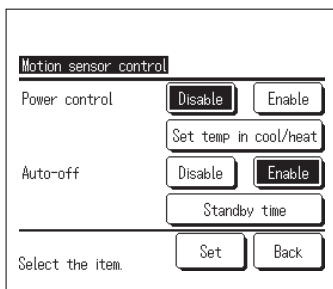 Motion sensor control
Power control Disable Enable
Set temp in cool/heat
Auto-off Disable Enable
Standby time
Select the item. Set Back